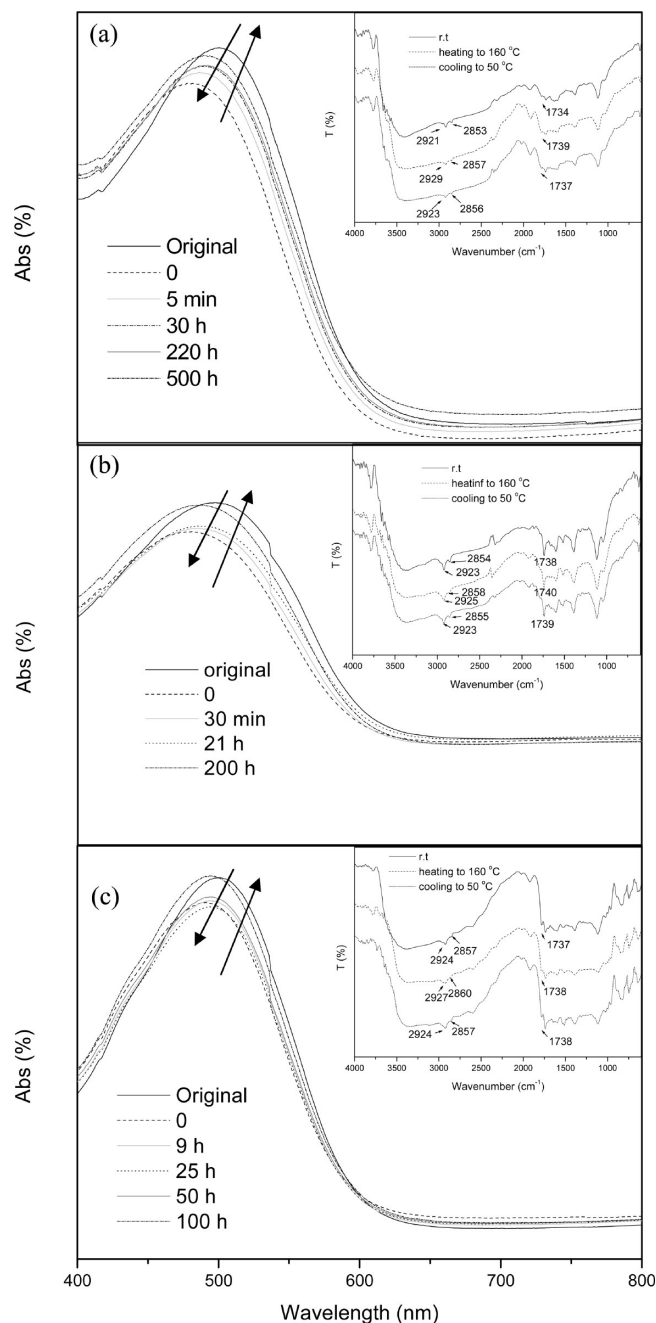 (a)
Abs (%)
Original
0
5 min
30 h
220 h
500 h
T (%)
r.t
heating to 160 °C
cooling to 50 °C
2921
2853
1734
2929
2857
1739
2923
2856
1737
4000 3500 3000 2500 2000 1500 1000
Wavenumber (cm-1)
(b)
Abs (%)
original
0
30 min
21 h
200 h
T (%)
r.t
heatinf to 160 °C
cooling to 50 °C
2854
2923
1738
2858
2925
1740
2855
2923
1739
4000 3500 3000 2500 2000 1500 1000
Wavenumber (cm-1)
(c)
Abs (%)
Original
0
9 h
25 h
50 h
100 h
T (%)
r.t
heating to 160 °C
cooling to 50 °C
2924
2857
1737
2927
2860
1738
2924
2857
1738
4000 3500 3000 2500 2000 1500 1000
Wavenumber (cm-1)
400 500 600 700 800
Wavelength (nm)